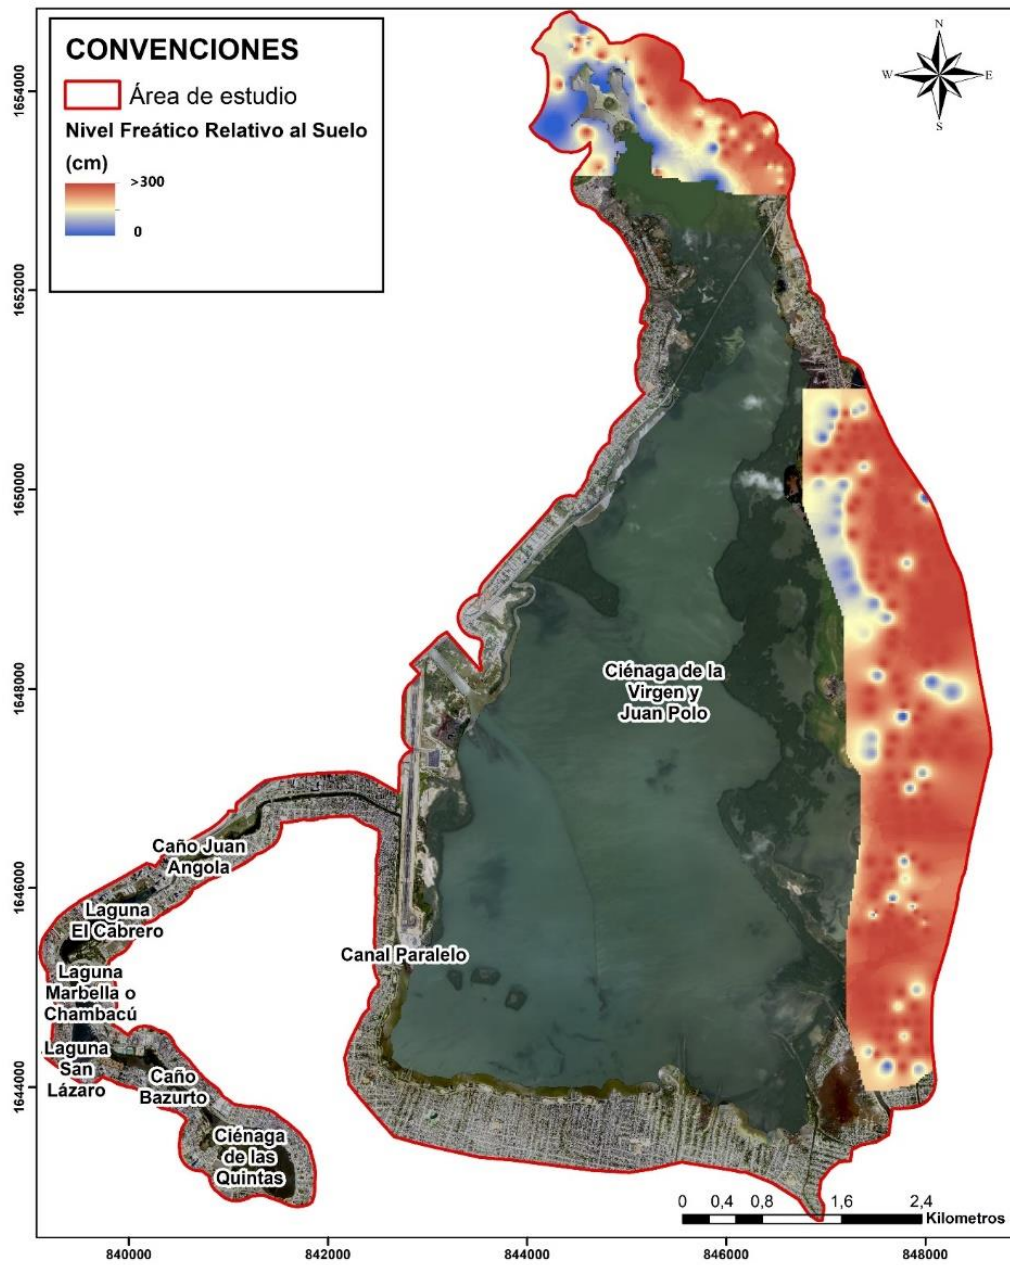 CONVENCIONES
Área de estudio
Nivel Freático Relativo al Suelo
(cm)
>300
0
N
W
E
S
1654000
1652000
1650000
1648000
1646000
1644000
Ciénaga de la
Virgen y
Juan Polo
Caño Juan
Angola
Laguna
El Cabrero
Canal Paralelo
Laguna
Marbella o
Chambacú
Laguna
San
Lázaro
Caño
Bazurto
Ciénaga
de las
Quintas
0 0,4 0,8 1,6 2,4
Kilometros
840000 842000 844000 846000 848000